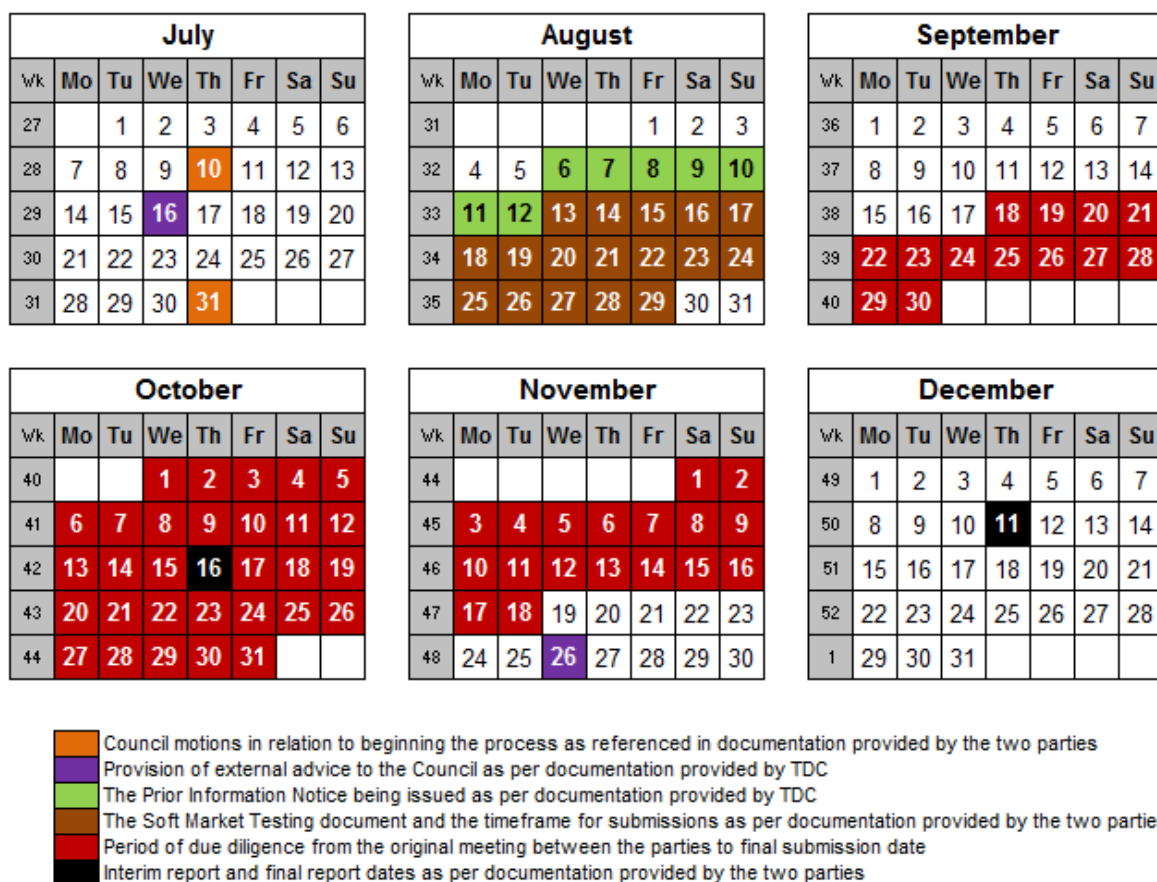 July August September
Wk Mo Tu We Th Fr Sa Su Wk Mo Tu We Th Fr Sa Su Wk Mo Tu We Th Fr Sa Su
27 1 2 3 4 5 6 31 1 2 3 36 1 2 3 4 5 6 7
28 7 8 9 10 11 12 13 32 4 5 6 7 8 9 10 37 8 9 10 11 12 13 14
29 14 15 16 17 18 19 20 33 11 12 13 14 15 16 17 38 15 16 17 18 19 20 21
30 21 22 23 24 25 26 27 34 18 19 20 21 22 23 24 39 22 23 24 25 26 27 28
31 28 29 30 31 35 25 26 27 28 29 30 31 40 29 30
October November December
Wk Mo Tu We Th Fr Sa Su Wk Mo Tu We Th Fr Sa Su Wk Mo Tu We Th Fr Sa Su
40 1 2 3 4 5 44 1 2 49 1 2 3 4 5 6 7
41 6 7 8 9 10 11 12 45 3 4 5 6 7 8 9 50 8 9 10 11 12 13 14
42 13 14 15 16 17 18 19 46 10 11 12 13 14 15 16 51 15 16 17 18 19 20 21
43 20 21 22 23 24 25 26 47 17 18 19 20 21 22 23 52 22 23 24 25 26 27 28
44 27 28 29 30 31 48 24 25 26 27 28 29 30 1 29 30 31
Council motions in relation to beginning the process as referenced in documentation provided by the two parties
Provision of external advice to the Council as per documentation provided by TDC
The Prior Information Notice being issued as per documentation provided by TDC
The Soft Market Testing document and the timeframe for submissions as per documentation provided by the two partie
Period of due diligence from the original meeting between the parties to final submission date
Interim report and final report dates as per documentation provided by the two parties